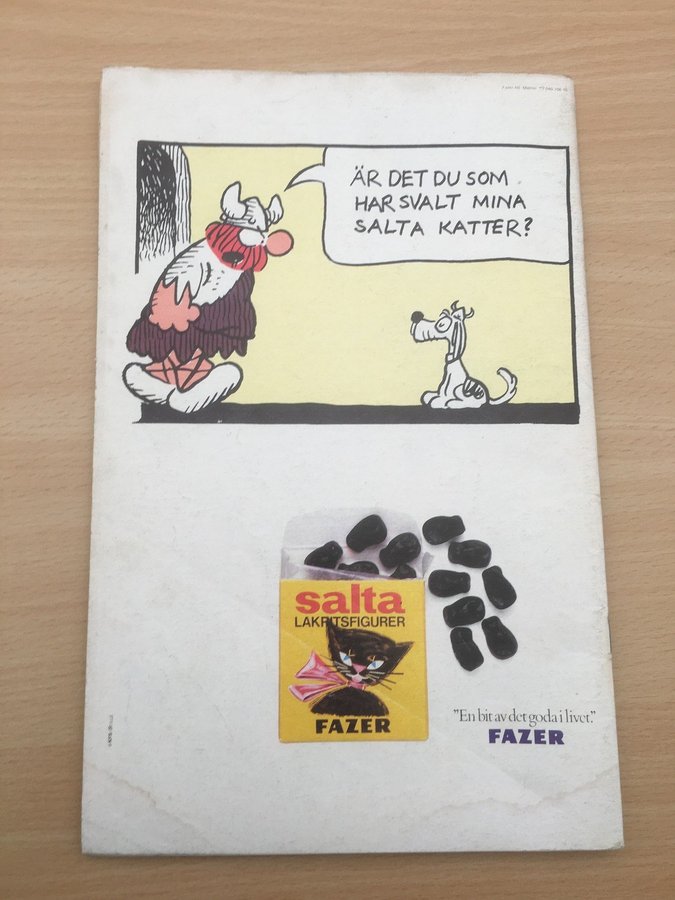 ÄR DET DU SOM
HAR SVALT MINA
SALTA KATTER?
salta
LAKRITSFIGURER
FAZER
"En bit av det goda i livet."
FAZER